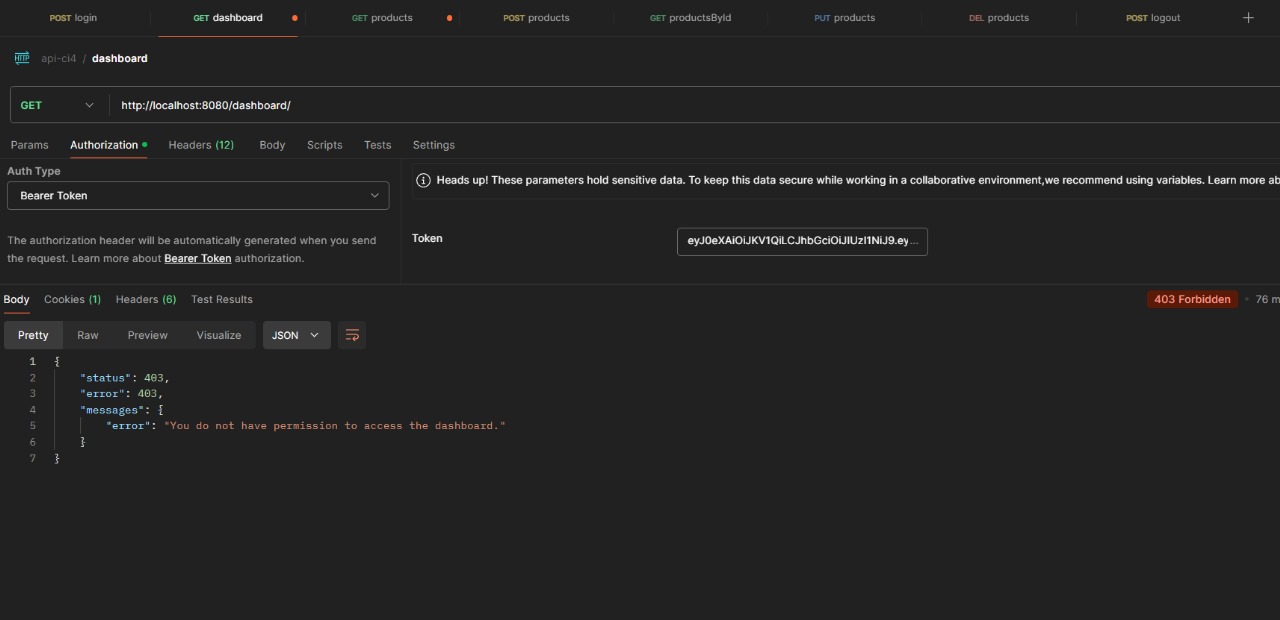 POST login GET dashboard GET products POST products GET productsById PUT products DEL products POST logout +
HTTP api-ci4 / dashboard
GET http://localhost:8080/dashboard/
Params Authorization Headers (12) Body Scripts Tests Settings
Auth Type
Bearer Token
The authorization header will be automatically generated when you send
the request. Learn more about Bearer Token authorization.
Heads up! These parameters hold sensitive data. To keep this data secure while working in a collaborative environment,we recommend using variables. Learn more ab
Token eyJ0eXAiOiJKV1QiLCJhbGciOiJIUzI1NiJ9.ey...
Body Cookies (1) Headers (6) Test Results 403 Forbidden 76 m
Pretty Raw Preview Visualize JSON
1 {
2 "status": 403,
3 "error": 403,
4 "messages": {
5 "error": "You do not have permission to access the dashboard."
6 }
7 }